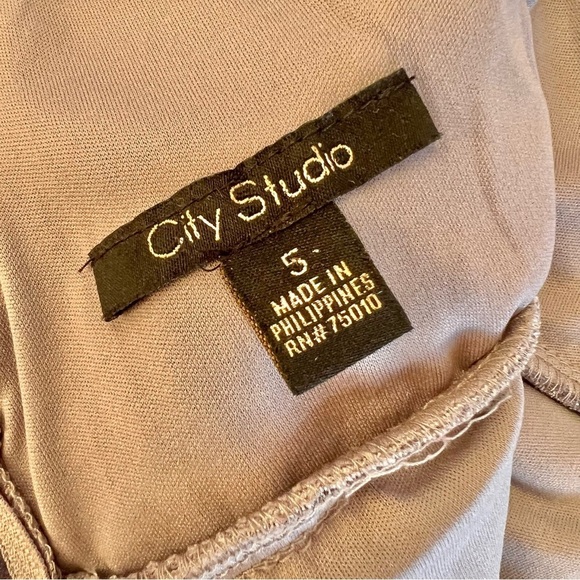 City Studio
5
MADE IN
PHILIPPINES
RN#75010